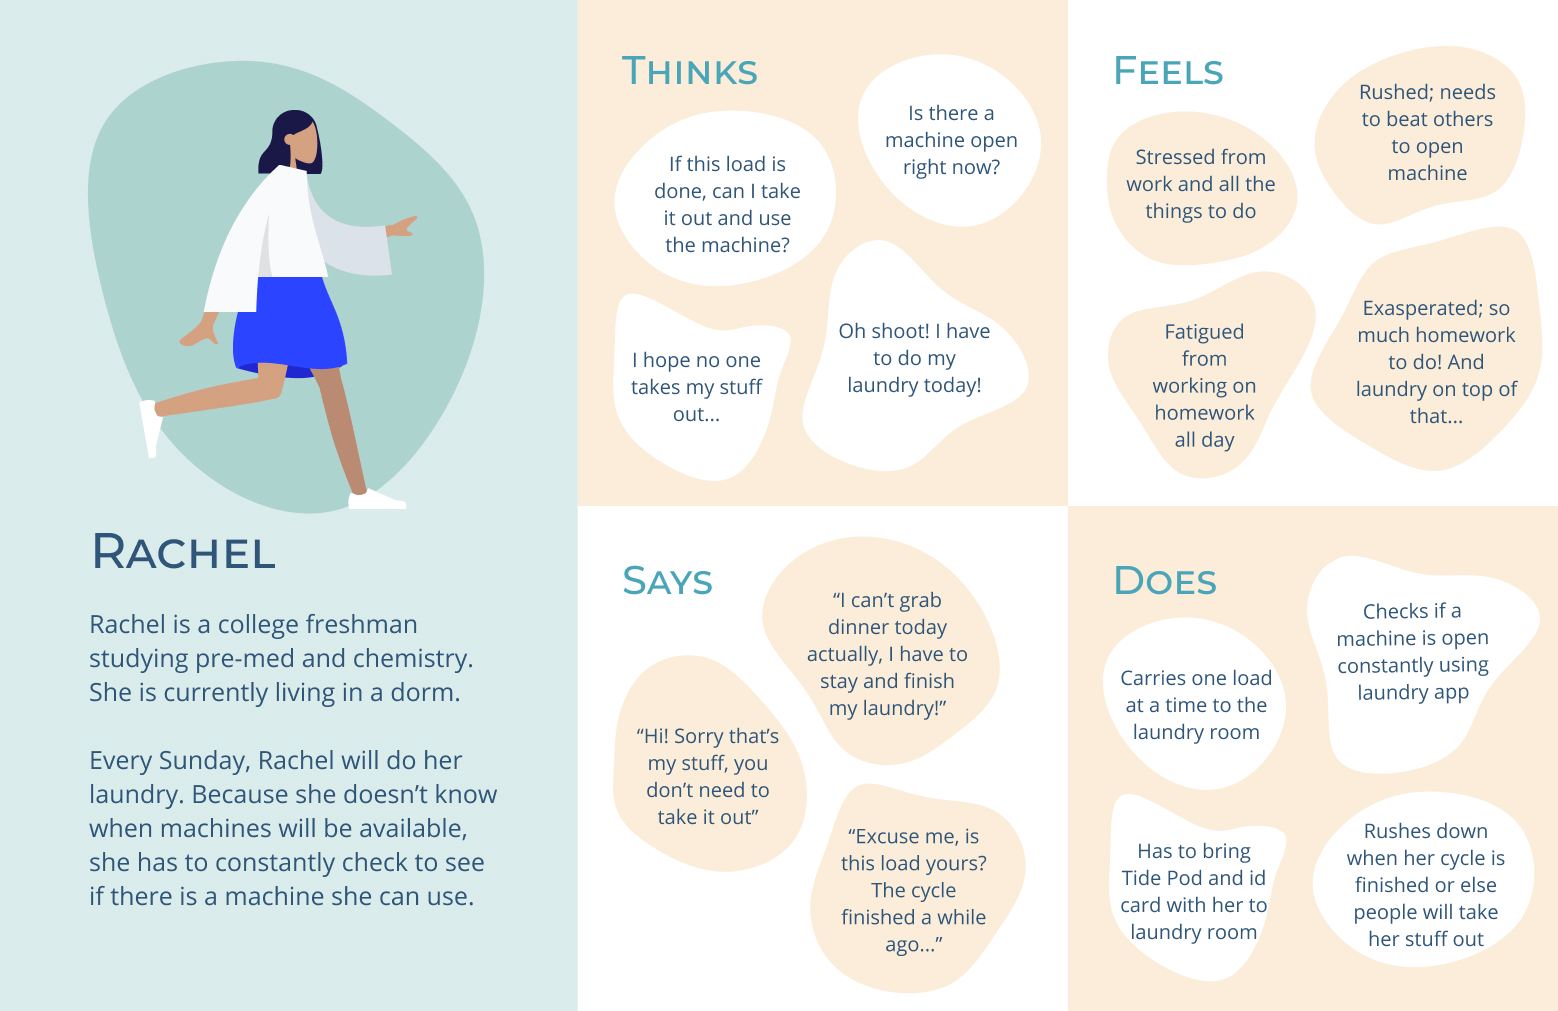 RACHEL
Rachel is a college freshman
studying pre-med and chemistry.
She is currently living in a dorm.
Every Sunday, Rachel will do her
laundry. Because she doesn’t know
when machines will be available,
she has to constantly check to see
if there is a machine she can use.
THINKS
If this load is
done, can I take
it out and use
the machine?
Is there a
machine open
right now?
I hope no one
takes my stuff
out...
Oh shoot! I have
to do my
laundry today!
FEELS
Stressed from
work and all the
things to do
Rushed; needs
to beat others
to open
machine
Fatigued
from
working on
homework
all day
Exasperated; so
much homework
to do! And
laundry on top of
that...
SAYS
“I can’t grab
dinner today
actually, I have to
stay and finish
my laundry!”
“Hi! Sorry that’s
my stuff, you
don’t need to
take it out”
“Excuse me, is
this load yours?
The cycle
finished a while
ago...”
DOES
Carries one load
at a time to the
laundry room
Checks if a
machine is open
constantly using
laundry app
Has to bring
Tide Pod and id
card with her to
laundry room
Rushes down
when her cycle is
finished or else
people will take
her stuff out